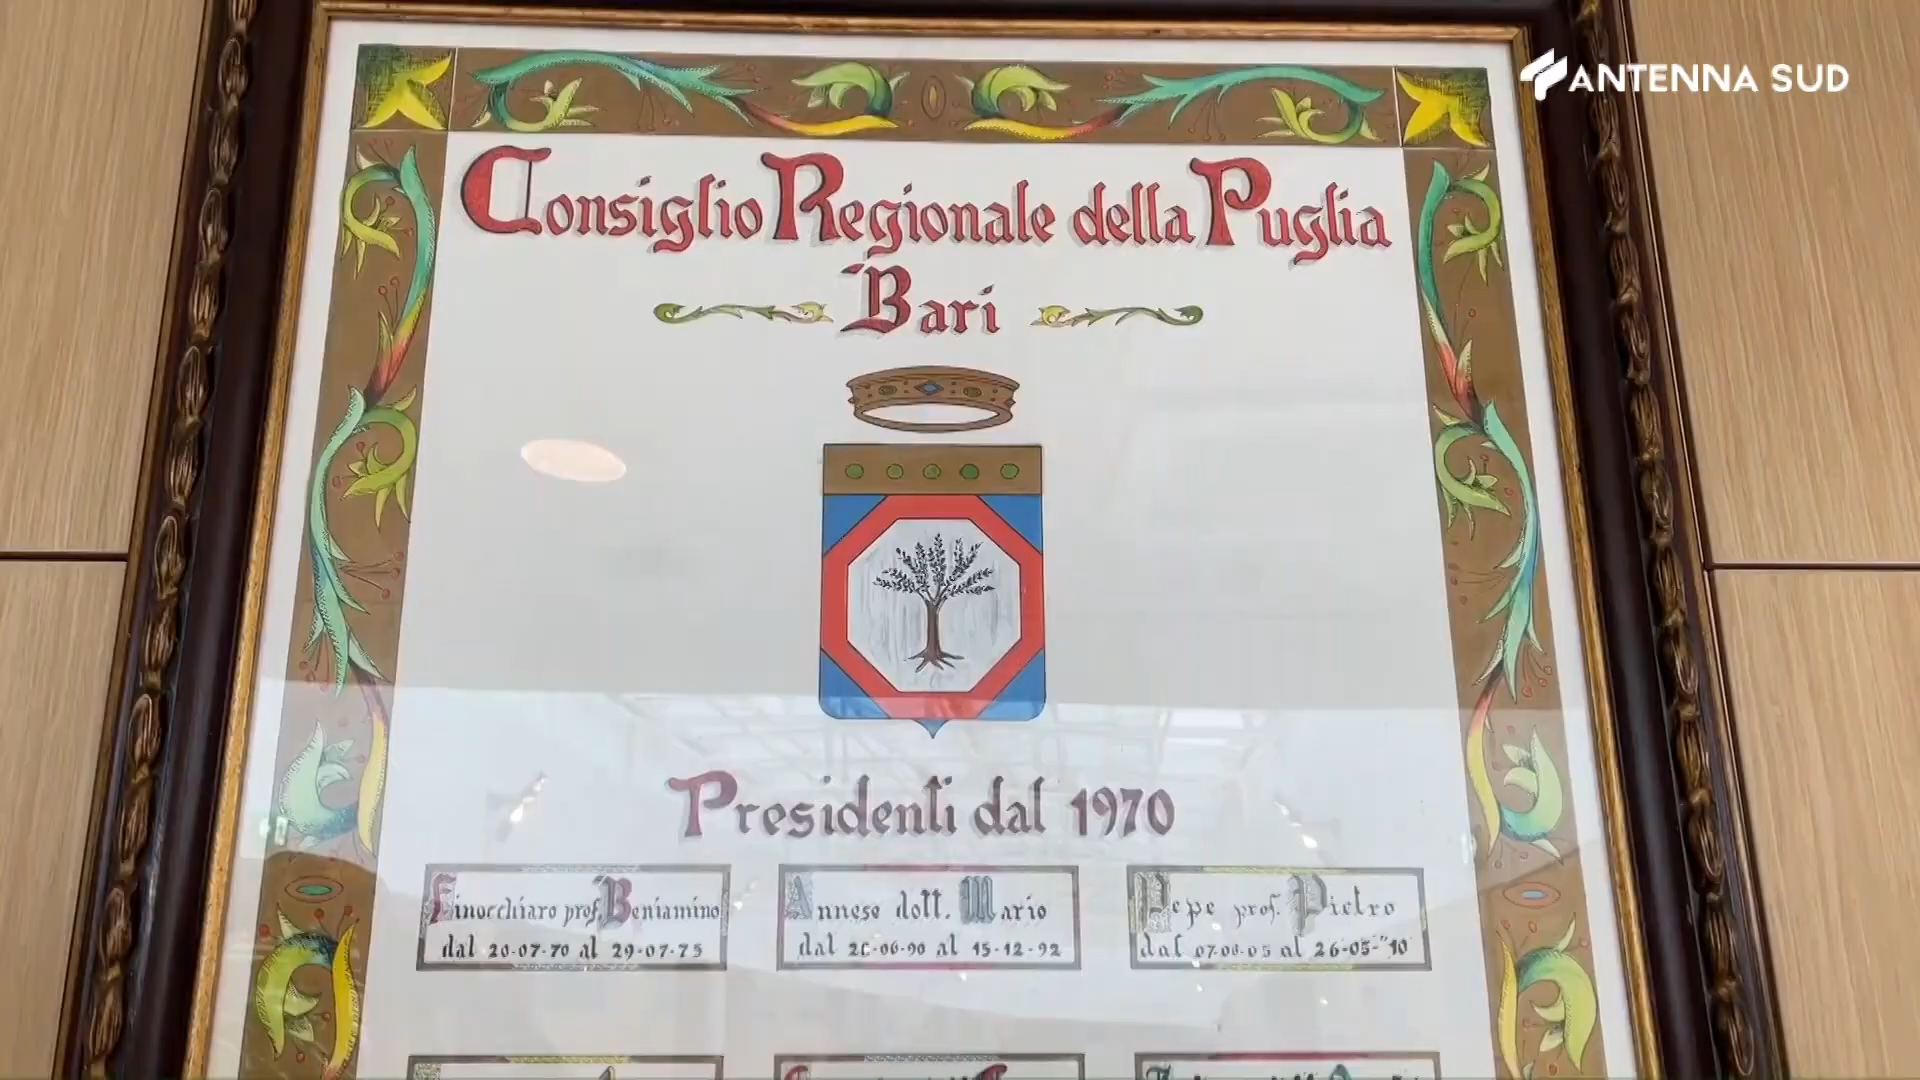 ANTENNA SUD
Consiglio Regionale della Puglia
Bari
Presidenti dal 1970
Finocchiaro prof. Beniamino
dal 20-07-70 al 29-07-75
Annese dott. Mario
dal 26-06-90 al 15-12-92
Pepe prof. Pietro
dal 07-06-05 al 26-05-"10